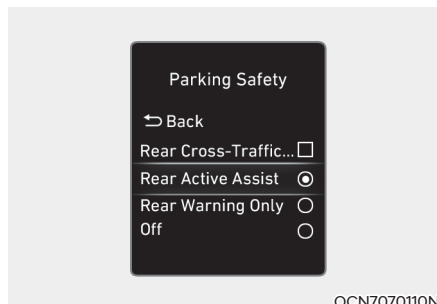 Parking Safety
Back
Rear Cross-Traffic...
Rear Active Assist
Rear Warning Only
Off
OCN7070110N